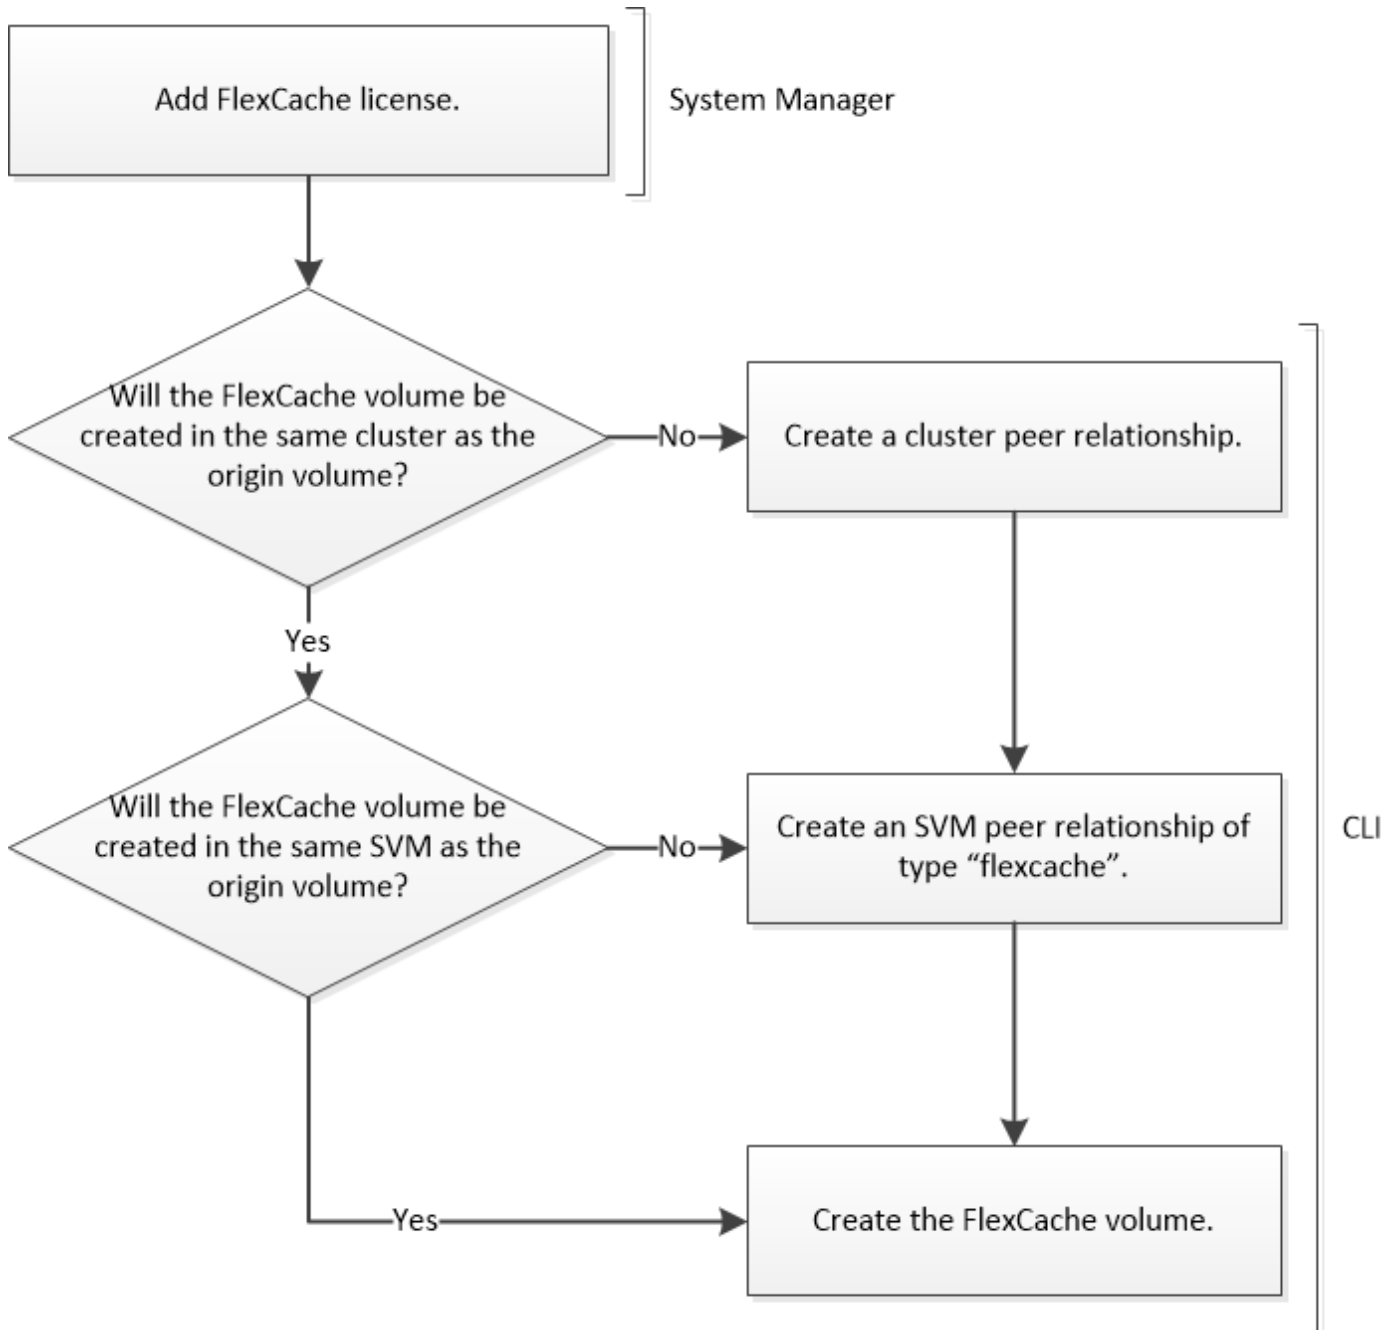 Add FlexCache license.
System Manager
Will the FlexCache volume be
created in the same cluster as the
origin volume?
No
Create a cluster peer relationship.
Yes
Will the FlexCache volume be
created in the same SVM as the
origin volume?
No
Create an SVM peer relationship of
type “flexcache”.
CLI
Yes
Create the FlexCache volume.